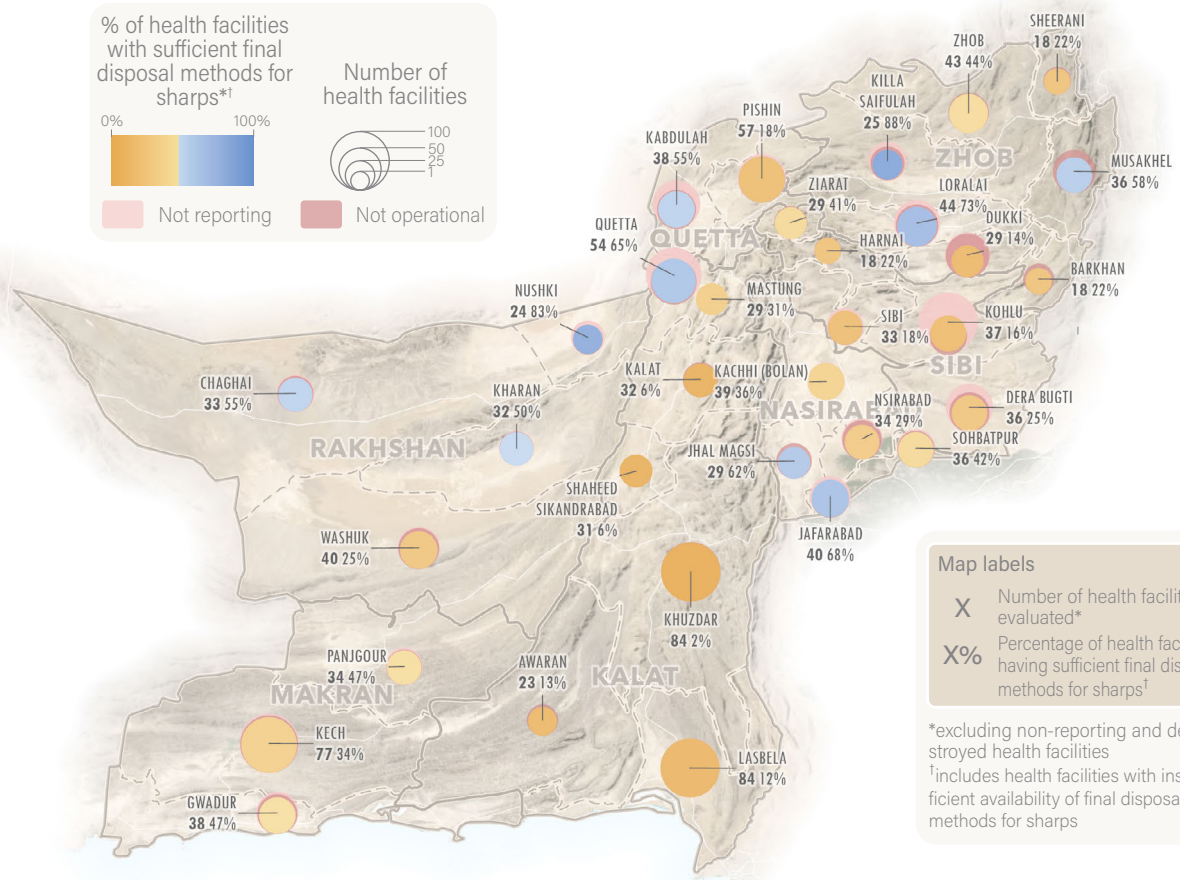 % of health facilities
with sufficient final
disposal methods for
sharps*†
0%
100%
Number of
health facilities
100
50
25
1
Not reporting
Not operational
SHEERANI
18 22%
ZHOB
43 44%
KILLA
SAIFULAH
25 88%
PISHIN
57 18%
KABDULAH
38 55%
ZHOB
MUSAKHEL
36 58%
ZIARAT
29 41%
LORALAI
44 73%
DUKKI
29 14%
QUETTA
54 65%
QUETTA
HARNAI
18 22%
BARKHAN
18 22%
NUSHKI
24 83%
MASTUNG
29 31%
SIBI
33 18%
KOHLU
37 16%
SIBI
CHAGHAI
33 55%
KHARAN
32 50%
KALAT
32 6%
KACHHI (BOLAN)
39 36%
NASIRABAD
NSIRABAD
34 29%
DERA BUGTI
36 25%
RAKHSHAN
SOHBATPUR
36 42%
JHAL MAGSI
29 62%
SHAHEED
SIKANDRABAD
31 6%
JAFARABAD
40 68%
WASHUK
40 25%
KHUZDAR
84 2%
PANJGOUR
34 47%
MAKRAN
AWARAN
23 13%
KALAT
KECH
77 34%
LASBELA
84 12%
GWADUR
38 47%
Map labels
X
Number of health facilit
evaluated*
X%
Percentage of health fac
having sufficient final dis
methods for sharps†
*excluding non-reporting and de
stroyed health facilities
†includes health facilities with ins
ficient availability of final disposa
methods for sharps